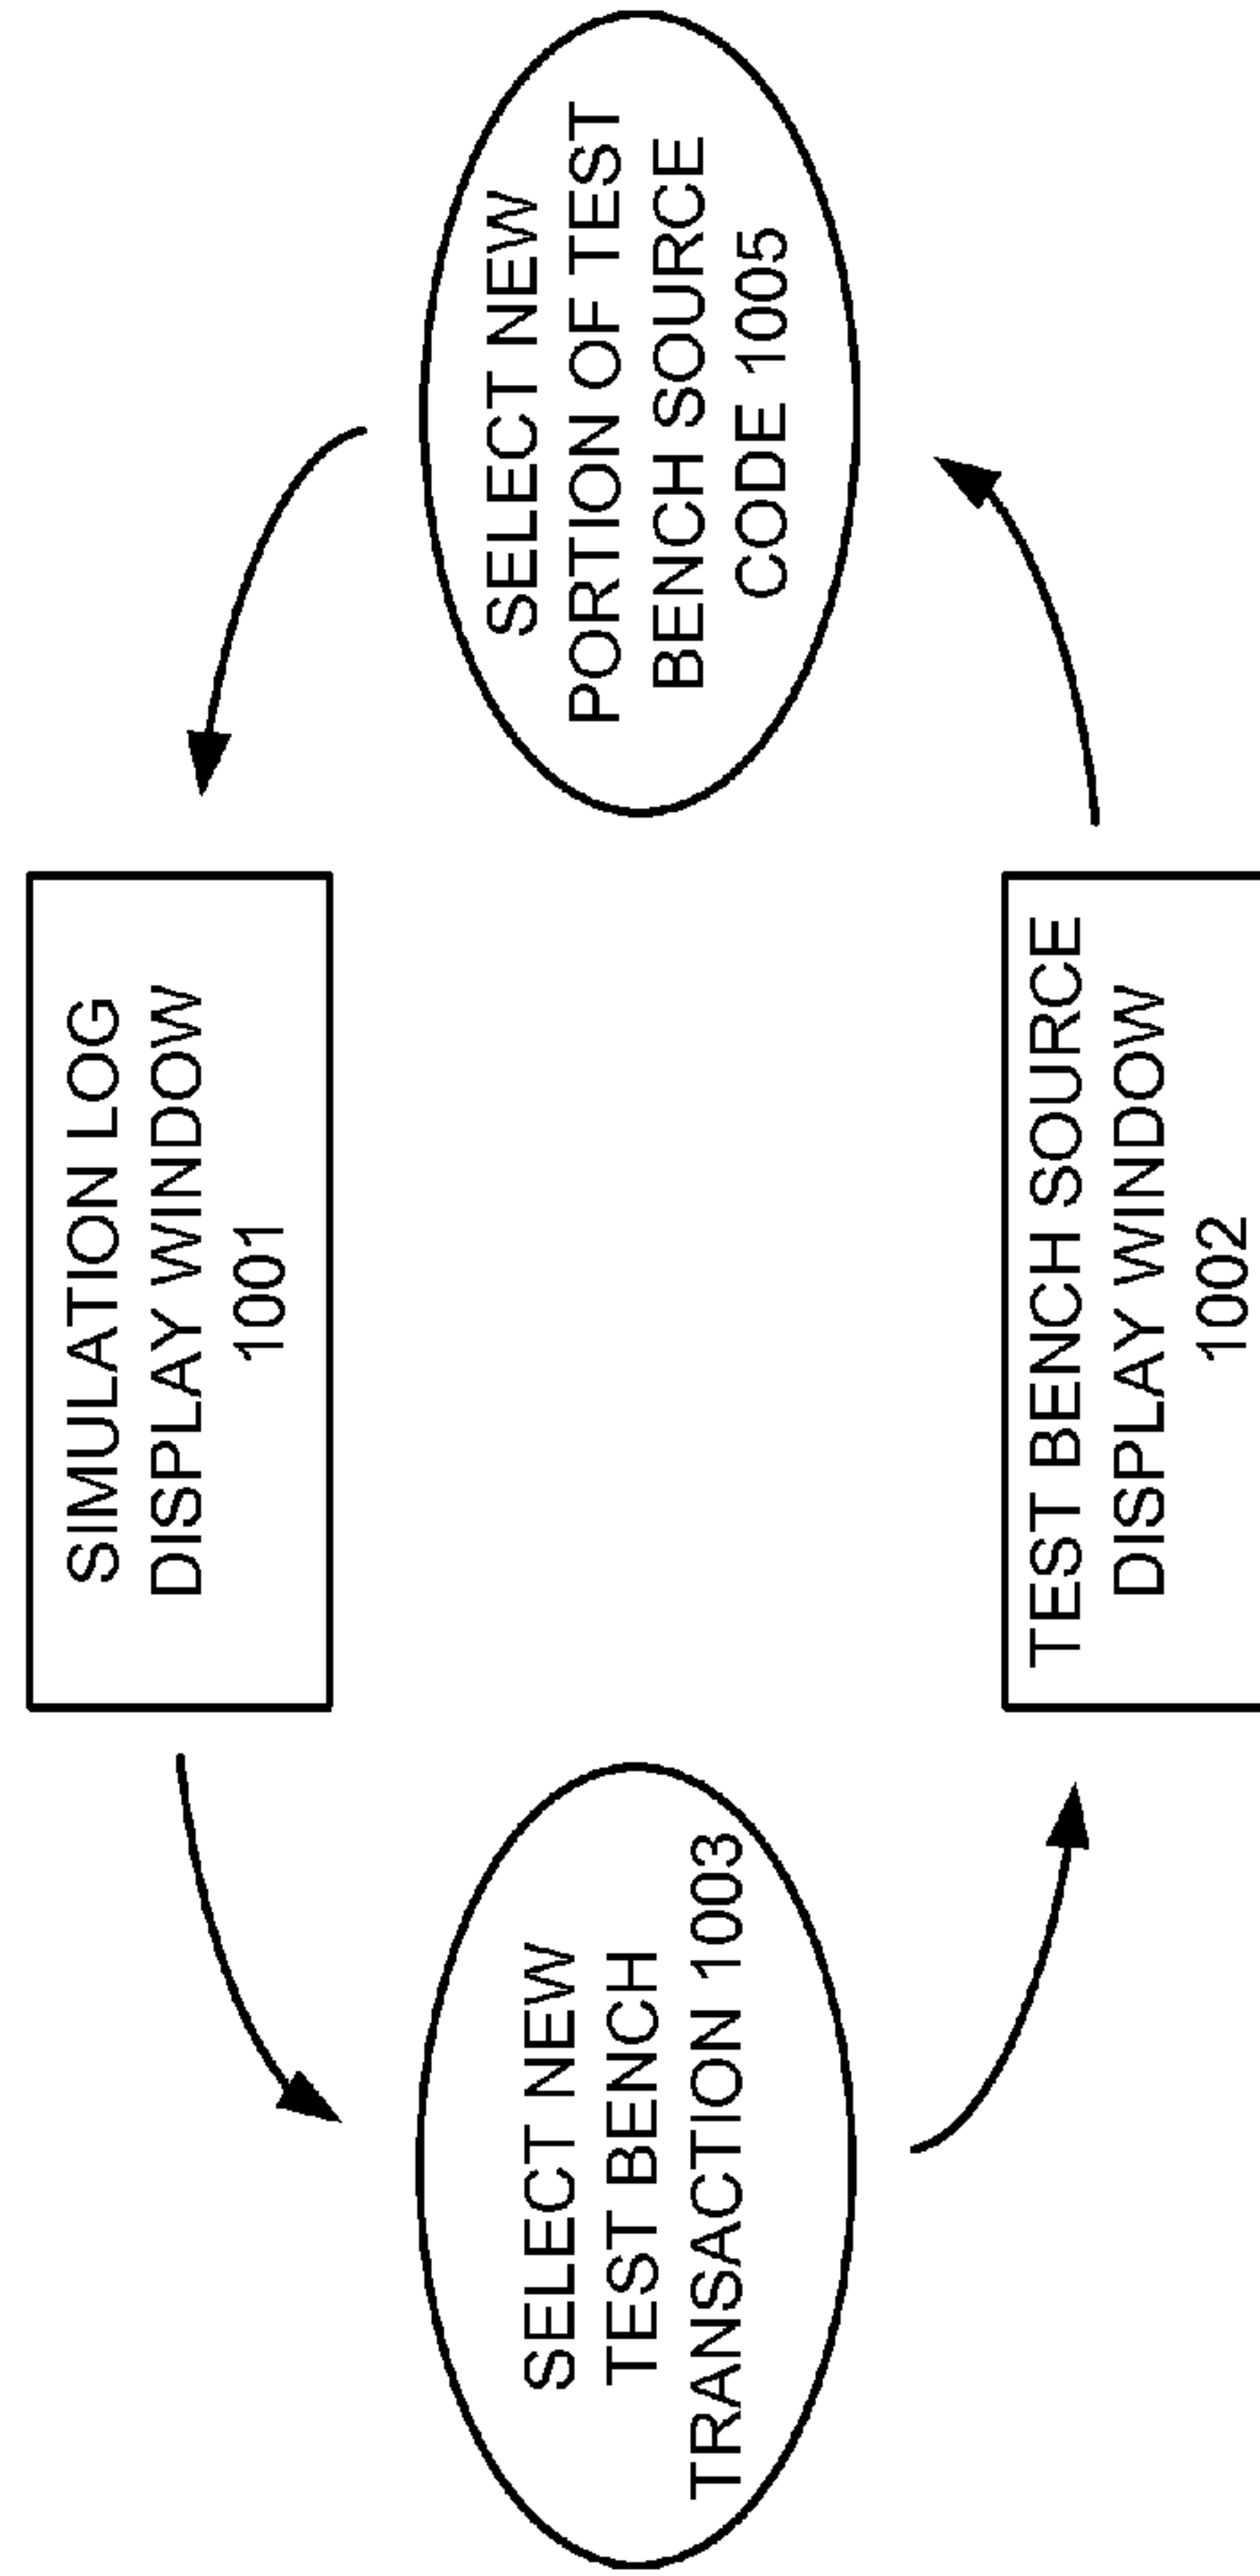 SIMULATION LOG
DISPLAY WINDOW
1001
SELECT NEW
TEST BENCH
TRANSACTION 1003
SELECT NEW
PORTION OF TEST
BENCH SOURCE
CODE 1005
TEST BENCH SOURCE
DISPLAY WINDOW
1002